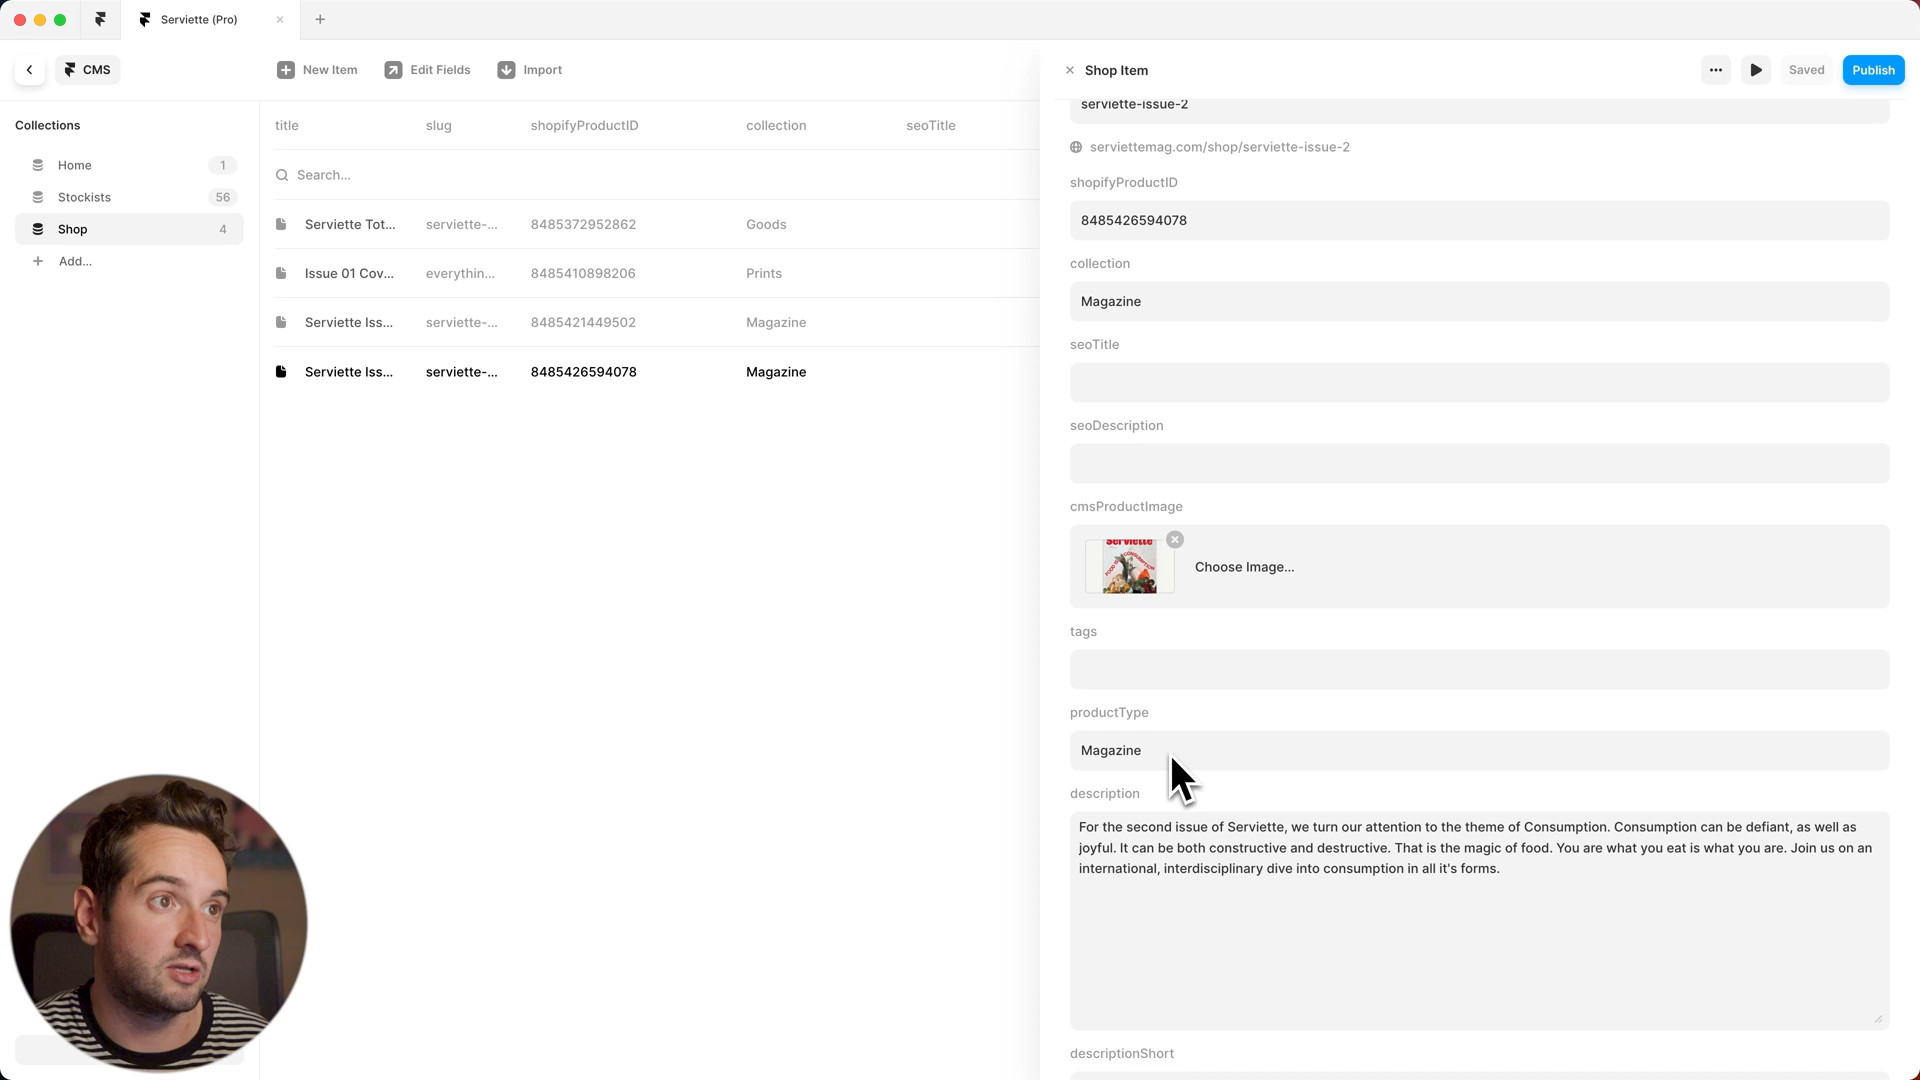 Serviette (Pro)
CMS
New Item
Edit Fields
Import
Shop Item
Saved
Publish
Collections
Home 1
Stockists 56
Shop 4
Add...
title slug shopifyProductID collection seoTitle
Search...
Serviette Tot... serviette-... 8485372952862 Goods
Issue 01 Cov... everythin... 8485410898206 Prints
Serviette Iss... serviette-... 8485421449502 Magazine
Serviette Iss... serviette-... 8485426594078 Magazine
serviette-issue-2
serviettemag.com/shop/serviette-issue-2
shopifyProductID
8485426594078
collection
Magazine
seoTitle
seoDescription
cmsProductImage
Serviette
Choose Image...
tags
productType
Magazine
description
For the second issue of Serviette, we turn our attention to the theme of Consumption. Consumption can be defiant, as well as
joyful. It can be both constructive and destructive. That is the magic of food. You are what you eat is what you are. Join us on an
international, interdisciplinary dive into consumption in all it's forms.
descriptionShort